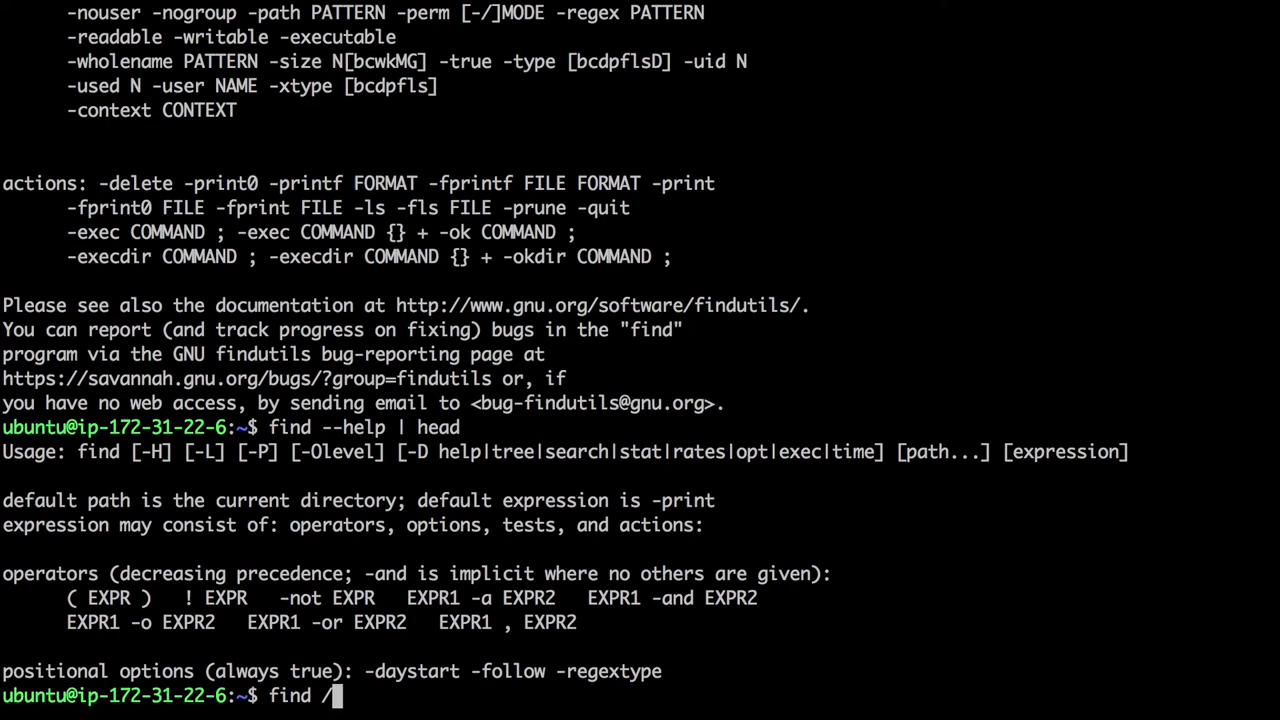 -nouser -nogroup -path PATTERN -perm [-/]MODE -regex PATTERN
-readable -writable -executable
-wholename PATTERN -size N[bcwkMG] -true -type [bcdpflsD] -uid N
-used N -user NAME -xtype [bcdpfls]
-context CONTEXT
actions: -delete -print0 -printf FORMAT -fprintf FILE FORMAT -print
-fprint0 FILE -fprint FILE -ls -fls FILE -prune -quit
-exec COMMAND ; -exec COMMAND {} + -ok COMMAND ;
-execdir COMMAND ; -execdir COMMAND {} + -okdir COMMAND ;
Please see also the documentation at http://www.gnu.org/software/findutils/.
You can report (and track progress on fixing) bugs in the "find"
program via the GNU findutils bug-reporting page at
https://savannah.gnu.org/bugs/?group=findutils or, if
you have no web access, by sending email to <bug-findutils@gnu.org>.
ubuntu@ip-172-31-22-6:~$ find --help | head
Usage: find [-H] [-L] [-P] [-Olevel] [-D help|tree|search|stat|rates|opt|exec|time] [path...] [expression]
default path is the current directory; default expression is -print
expression may consist of: operators, options, tests, and actions:
operators (decreasing precedence; -and is implicit where no others are given):
( EXPR ) ! EXPR -not EXPR EXPR1 -a EXPR2 EXPR1 -and EXPR2
EXPR1 -o EXPR2 EXPR1 -or EXPR2 EXPR1 , EXPR2
positional options (always true): -daystart -follow -regextype
ubuntu@ip-172-31-22-6:~$ find /